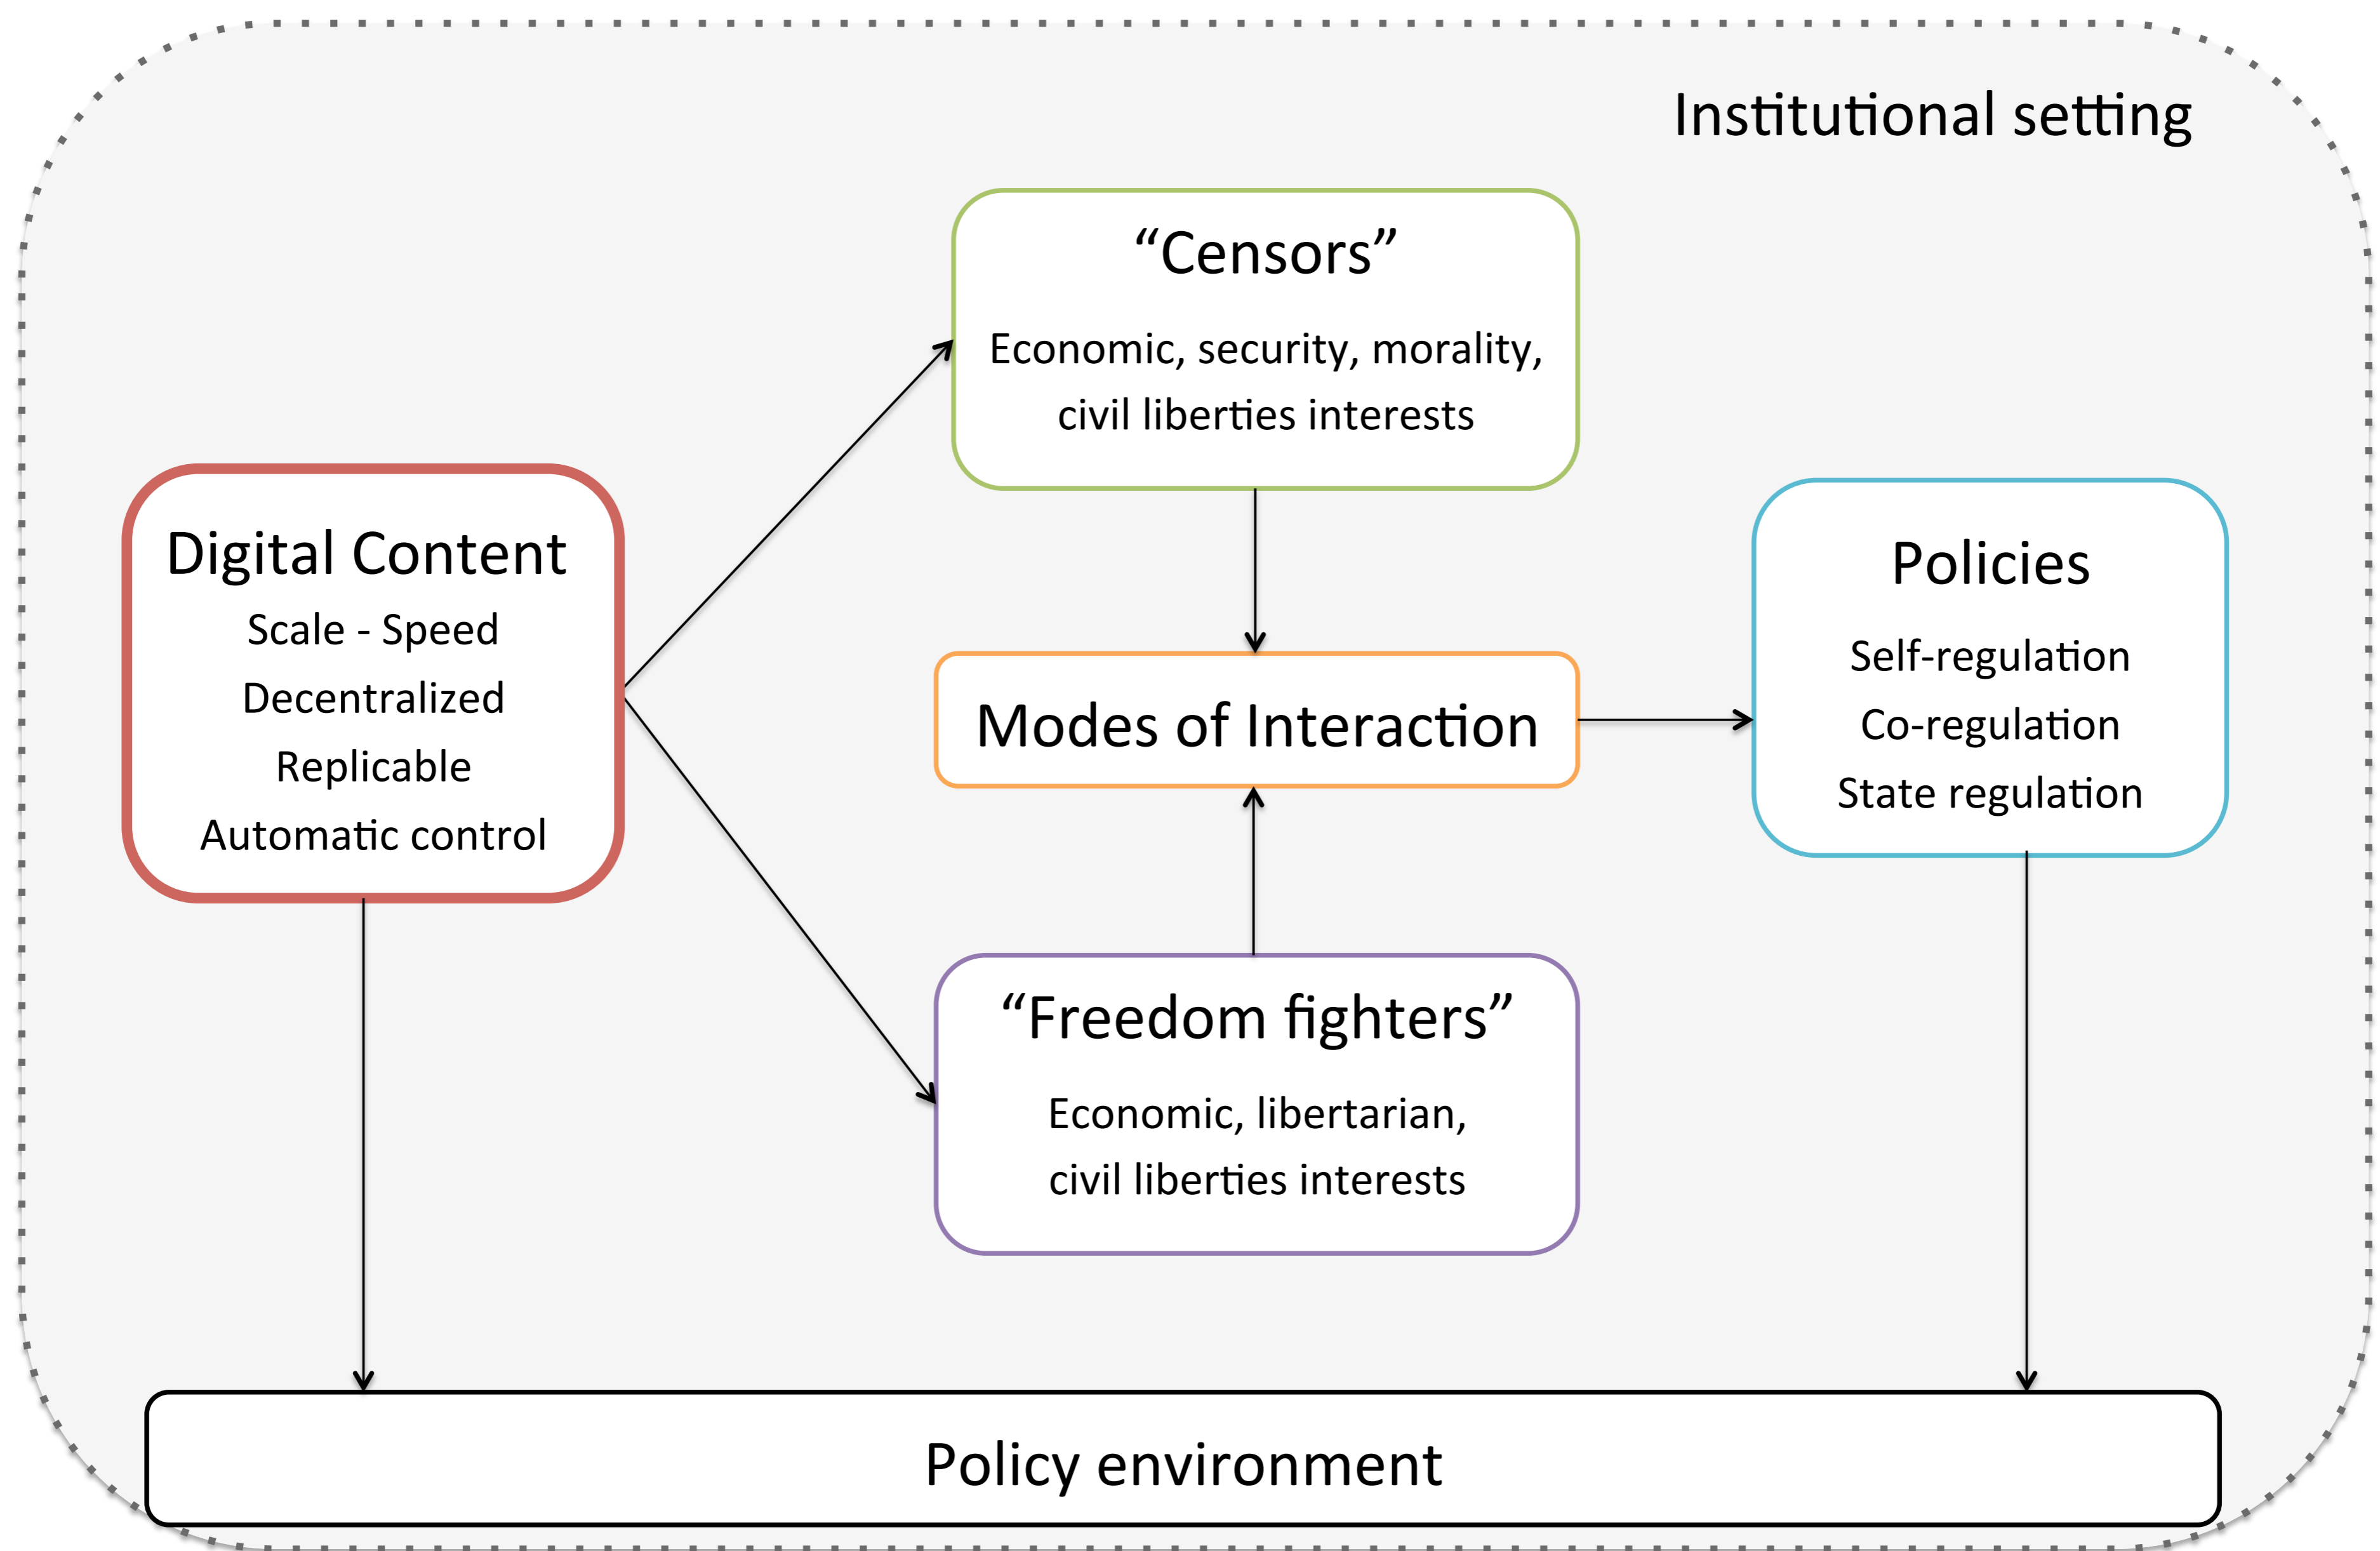 Institutional setting
“Censors”
Economic, security, morality,
civil liberties interests
Digital Content
Scale - Speed
Decentralized
Replicable
Automatic control
Modes of Interaction
Policies
Self-regulation
Co-regulation
State regulation
“Freedom fighters”
Economic, libertarian,
civil liberties interests
Policy environment